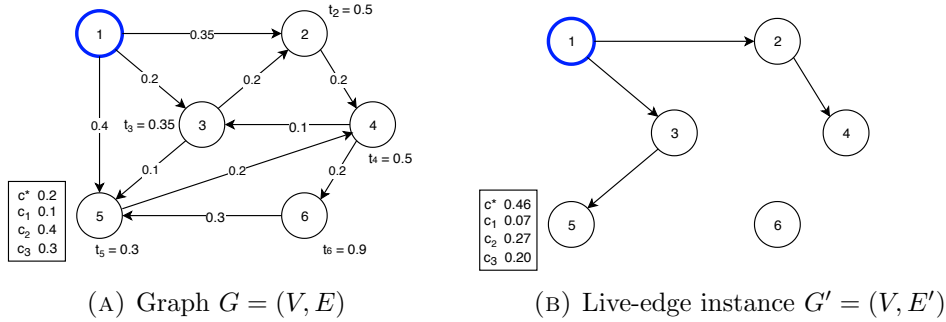 1
0.35
2
t2 = 0.5
0.2
0.2
0.2
0.4
t3 = 0.35
3
0.1
4
t4 = 0.5
0.1
0.2
0.2
c* 0.2
c1 0.1
c2 0.4
c3 0.3
5
0.3
6
t5 = 0.3
t6 = 0.9
(A) Graph G = (V, E)
1
2
3
4
c* 0.46
c1 0.07
c2 0.27
c3 0.20
5
6
(B) Live-edge instance G′ = (V, E′)